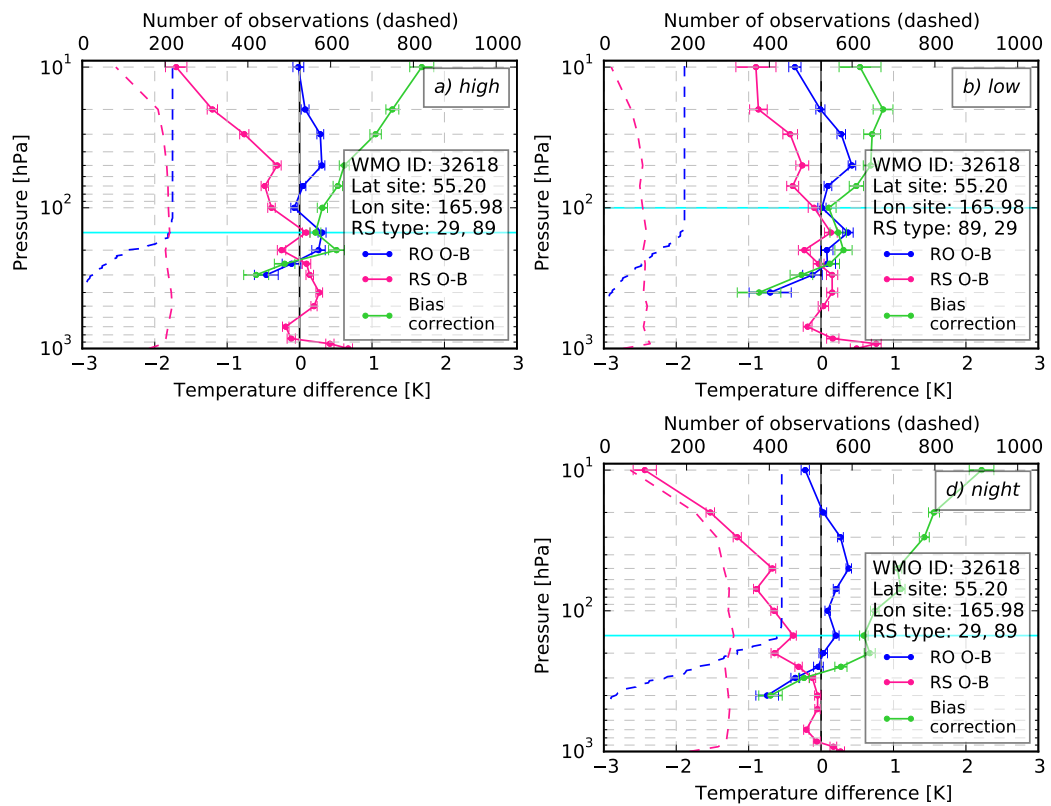 Number of observations (dashed)
0 200 400 600 800 1000
10^1
10^2
10^3
Pressure [hPa]
a) high
WMO ID: 32618
Lat site: 55.20
Lon site: 165.98
RS type: 29, 89
RO O-B
RS O-B
Bias
correction
−3 −2 −1 0 1 2 3
Temperature difference [K]
Number of observations (dashed)
0 200 400 600 800 1000
10^1
10^2
10^3
Pressure [hPa]
b) low
WMO ID: 32618
Lat site: 55.20
Lon site: 165.98
RS type: 89, 29
RO O-B
RS O-B
Bias
correction
−3 −2 −1 0 1 2 3
Temperature difference [K]
Number of observations (dashed)
0 200 400 600 800 1000
10^1
10^2
10^3
Pressure [hPa]
d) night
WMO ID: 32618
Lat site: 55.20
Lon site: 165.98
RS type: 29, 89
RO O-B
RS O-B
Bias
correction
−3 −2 −1 0 1 2 3
Temperature difference [K]